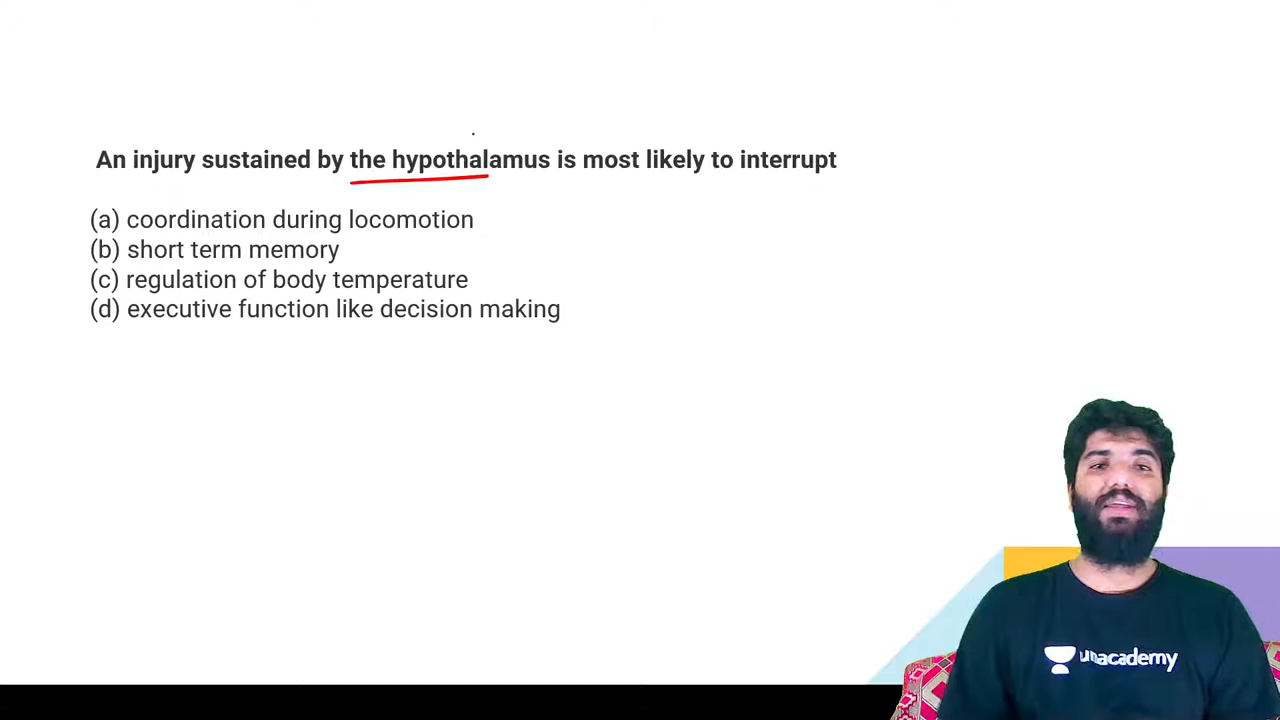 An injury sustained by the hypothalamus is most likely to interrupt
(a) coordination during locomotion
(b) short term memory
(c) regulation of body temperature
(d) executive function like decision making
unacademy